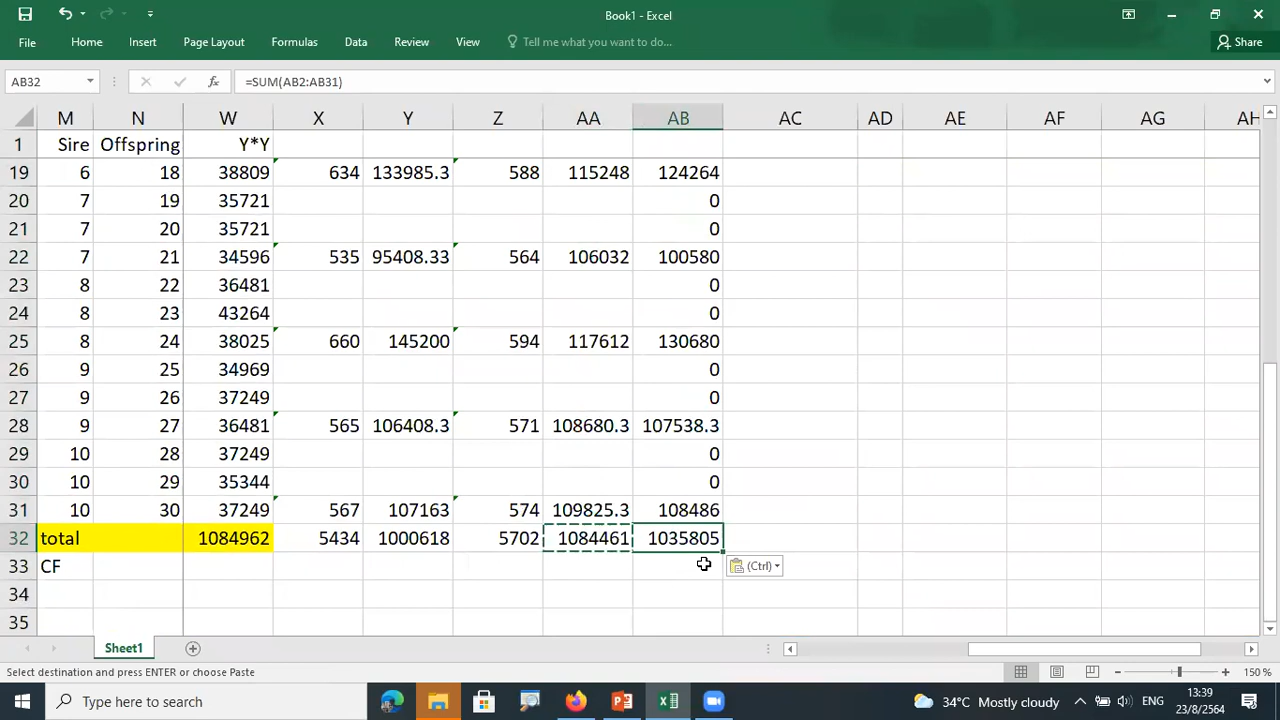 Book1 - Excel
File Home Insert Page Layout Formulas Data Review View Tell me what you want to do... Share
AB32 fx =SUM(AB2:AB31)
M N W X Y Z AA AB AC AD AE AF AG AH
1 Sire Offspring Y*Y
19 6 18 38809 634 133985.3 588 115248 124264
20 7 19 35721 0
21 7 20 35721 0
22 7 21 34596 535 95408.33 564 106032 100580
23 8 22 36481 0
24 8 23 43264 0
25 8 24 38025 660 145200 594 117612 130680
26 9 25 34969 0
27 9 26 37249 0
28 9 27 36481 565 106408.3 571 108680.3 107538.3
29 10 28 37249 0
30 10 29 35344 0
31 10 30 37249 567 107163 574 109825.3 108486
32 total 1084962 5434 1000618 5702 1084461 1035805
33 CF (Ctrl)
34
35
Sheet1
Select destination and press ENTER or choose Paste 150 %
Type here to search 34°C Mostly cloudy ENG 13:39
23/8/2564